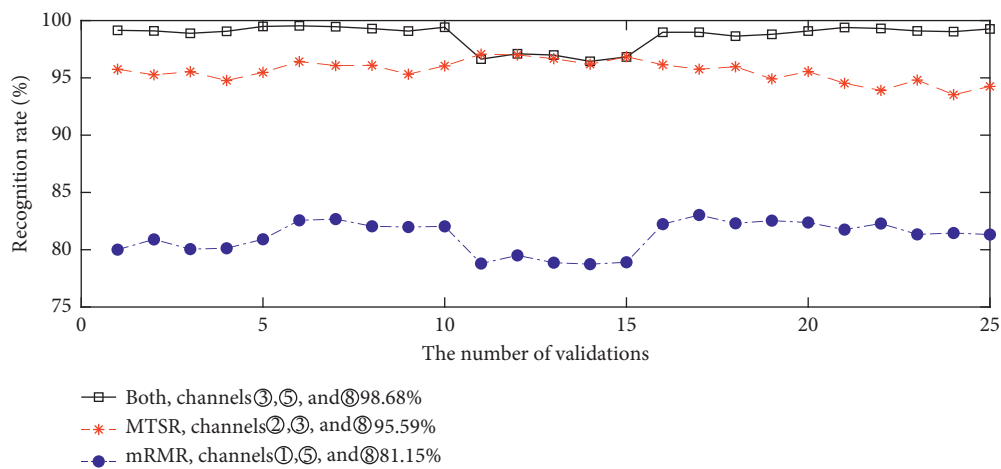 100
95
90
85
80
75
Recognition rate (%)
0
5
10
15
20
25
The number of validations
Both, channels③,⑤, and⑧98.68%
MTSR, channels②,③, and⑧95.59%
mRMR, channels①,⑤, and⑧81.15%